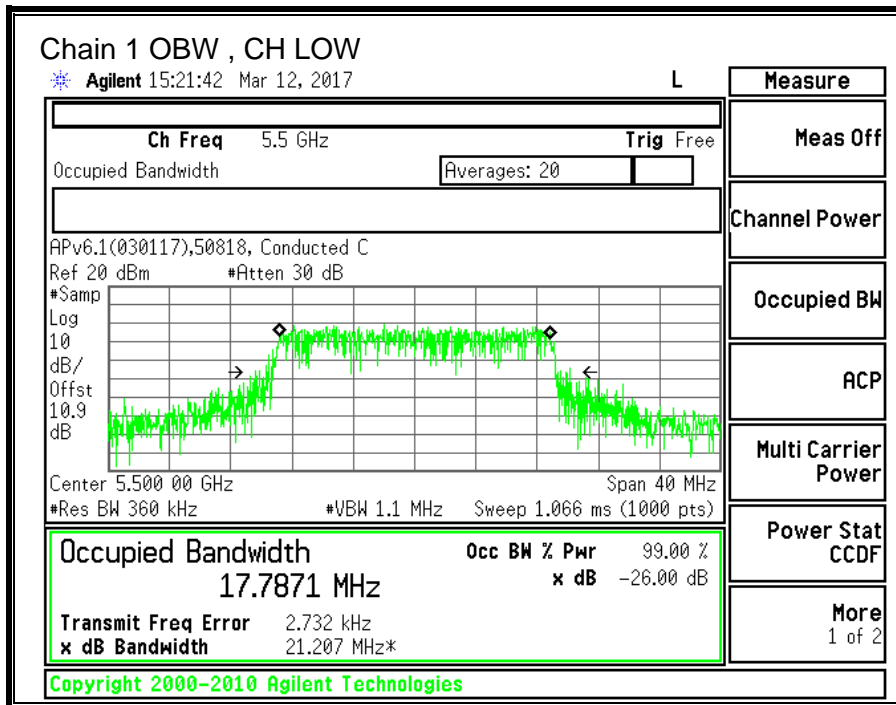 Chain 1 OBW , CH LOW
Agilent 15:21:42 Mar 12, 2017 L
Measure
Ch Freq 5.5 GHz Trig Free
Occupied Bandwidth Averages: 20
APv6.1(030117),50818, Conducted C
Ref 20 dBm #Atten 30 dB
#Samp
Log
10
dB/
Offst
10.9
dB
Center 5.500 00 GHz Span 40 MHz
#Res BW 360 kHz #VBW 1.1 MHz Sweep 1.066 ms (1000 pts)
Occupied Bandwidth Occ BW % Pwr 99.00 %
17.7871 MHz x dB -26.00 dB
Transmit Freq Error 2.732 kHz
x dB Bandwidth 21.207 MHz*
Copyright 2000-2010 Agilent Technologies
Meas Off
Channel Power
Occupied BW
ACP
Multi Carrier
Power
Power Stat
CCDF
More
1 of 2